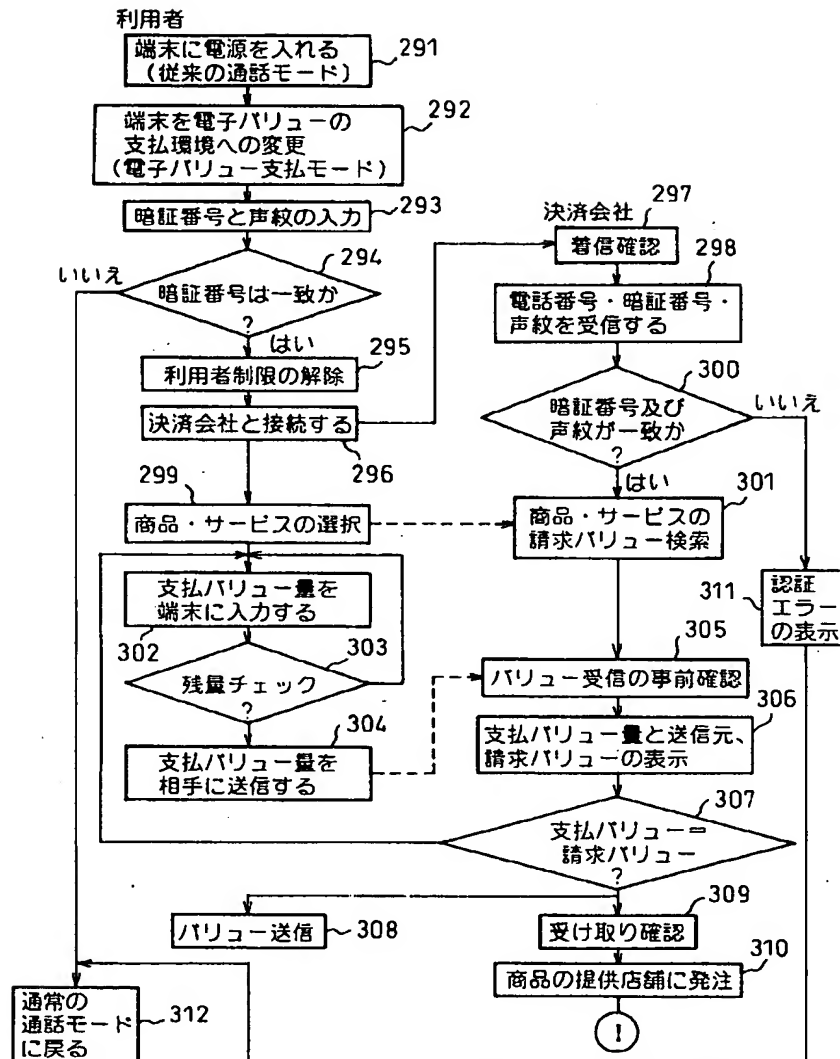 利用者
端末に電源を入れる
(従来の通話モード)
291
端末を電子バリューの
支払環境への変更
(電子バリュー支払モード)
292
暗証番号と声紋の入力
293
暗証番号は一致か
?
294
いいえ
はい
利用者制限の解除
295
決済会社と接続する
296
決済会社
297
着信確認
298
電話番号・暗証番号・
声紋を受信する
300
暗証番号及び
声紋が一致か
?
いいえ
はい
299
商品・サービスの選択
301
商品・サービスの
請求バリュー検索
支払バリュー量を
端末に入力する
302
303
残量チェック
?
304
支払バリュー量を
相手に送信する
311
認証
エラー
の表示
305
バリュー受信の事前確認
306
支払バリュー量と送信元、
請求バリューの表示
307
支払バリュー=
請求バリュー
?
バリュー送信
308
309
受け取り確認
310
商品の提供店舗に発注
!
通常の
通話モード
に戻る
312